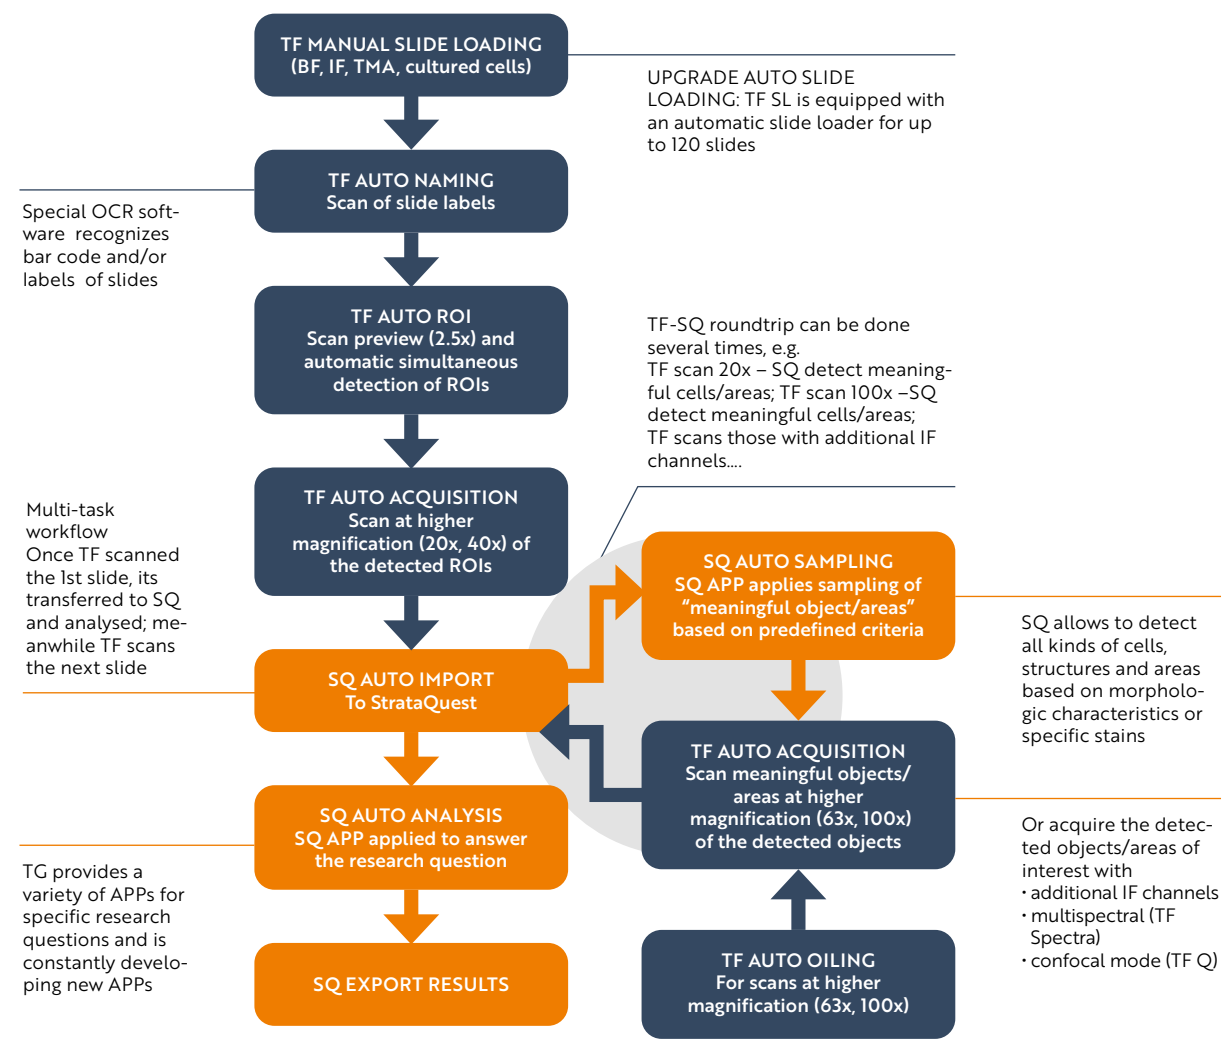 TF MANUAL SLIDE LOADING
(BF, IF, TMA, cultured cells)
UPGRADE AUTO SLIDE
LOADING: TF SL is equipped with
an automatic slide loader for up
to 120 slides
TF AUTO NAMING
Scan of slide labels
Special OCR soft-
ware recognizes
bar code and/or
labels of slides
TF AUTO ROI
Scan preview (2.5x) and
automatic simultaneous
detection of ROIs
TF-SQ roundtrip can be done
several times, e.g.
TF scan 20x – SQ detect meaning-
ful cells/areas; TF scan 100x –SQ
detect meaningful cells/areas;
TF scans those with additional IF
channels....
TF AUTO ACQUISITION
Scan at higher
magnification (20x, 40x) of
the detected ROIs
Multi-task
workflow
Once TF scanned
the 1st slide, its
transferred to SQ
and analysed; me-
anwhile TF scans
the next slide
SQ AUTO SAMPLING
SQ APP applies sampling of
“meaningful object/areas”
based on predefined criteria
SQ allows to detect
all kinds of cells,
structures and areas
based on morpholo-
gic characteristics or
specific stains
SQ AUTO IMPORT
To StrataQuest
TF AUTO ACQUISITION
Scan meaningful objects/
areas at higher
magnification (63x, 100x)
of the detected objects
SQ AUTO ANALYSIS
SQ APP applied to answer
the research question
Or acquire the detec-
ted objects/areas of
interest with
• additional IF channels
• multispectral (TF
Spectra)
• confocal mode (TF Q)
TG provides a
variety of APPs for
specific research
questions and is
constantly develo-
ping new APPs
SQ EXPORT RESULTS
TF AUTO OILING
For scans at higher
magnification (63x, 100x)